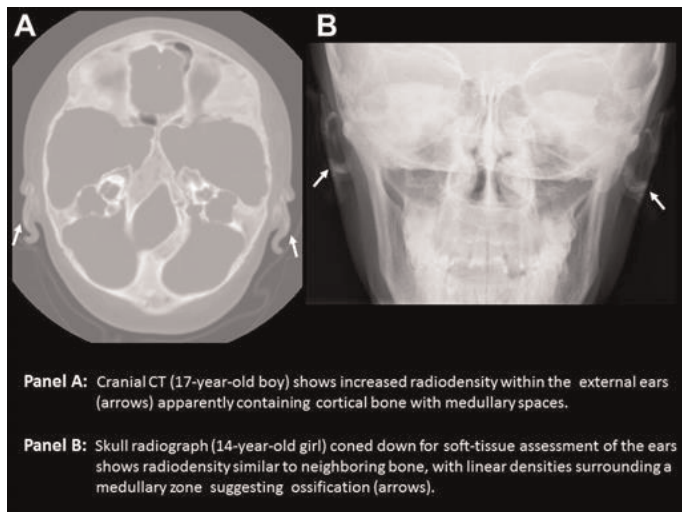 A
B
Panel A: Cranial CT (17-year-old boy) shows increased radiodensity within the external ears
(arrows) apparently containing cortical bone with medullary spaces.
Panel B: Skull radiograph (14-year-old girl) coned down for soft-tissue assessment of the ears
shows radiodensity similar to neighboring bone, with linear densities surrounding a
medullary zone suggesting ossification (arrows).